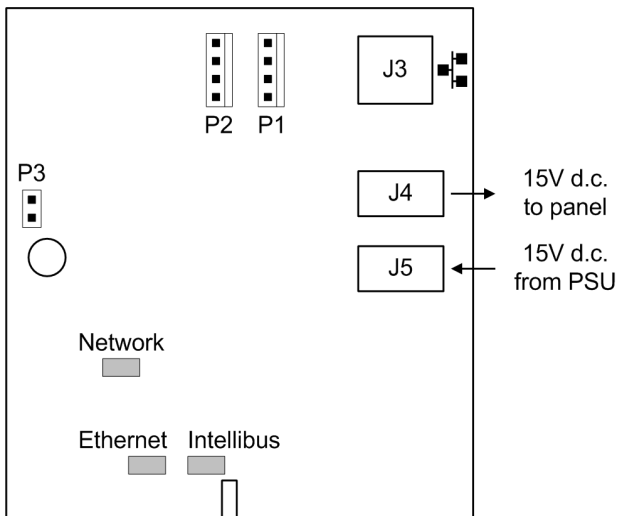 P2 P1
J3
P3
J4
15V d.c.
to panel
J5
15V d.c.
from PSU
Network
Ethernet Intellibus